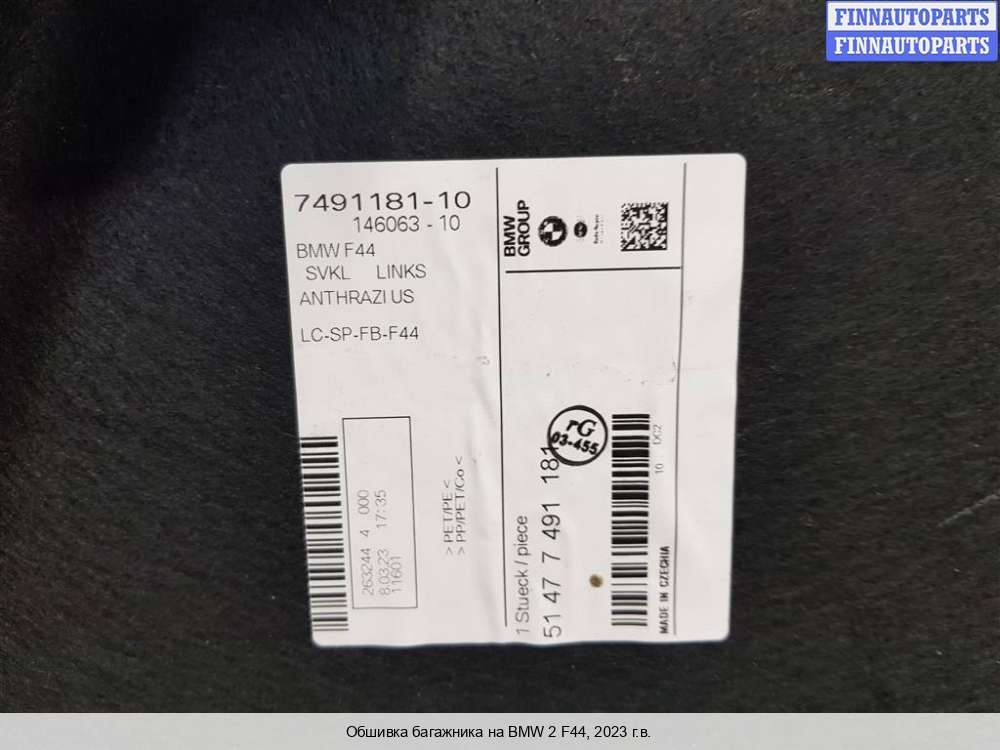 FINNAUTOPARTS
FINNAUTOPARTS
7491181-10
146063 - 10
BMW F44
SVKL LINKS
ANTHRAZI US
LC-SP-FB-F44
263244 4 000
8.03.23 17:35
11601
> PET/PE <
> PP/PET/Co <
BMW
GROUP
1 Stueck / piece
51 47 7 491 181
rG
03-455
10 DC2
MADE IN CZECHIA
Обшивка багажника на BMW 2 F44, 2023 г.в.